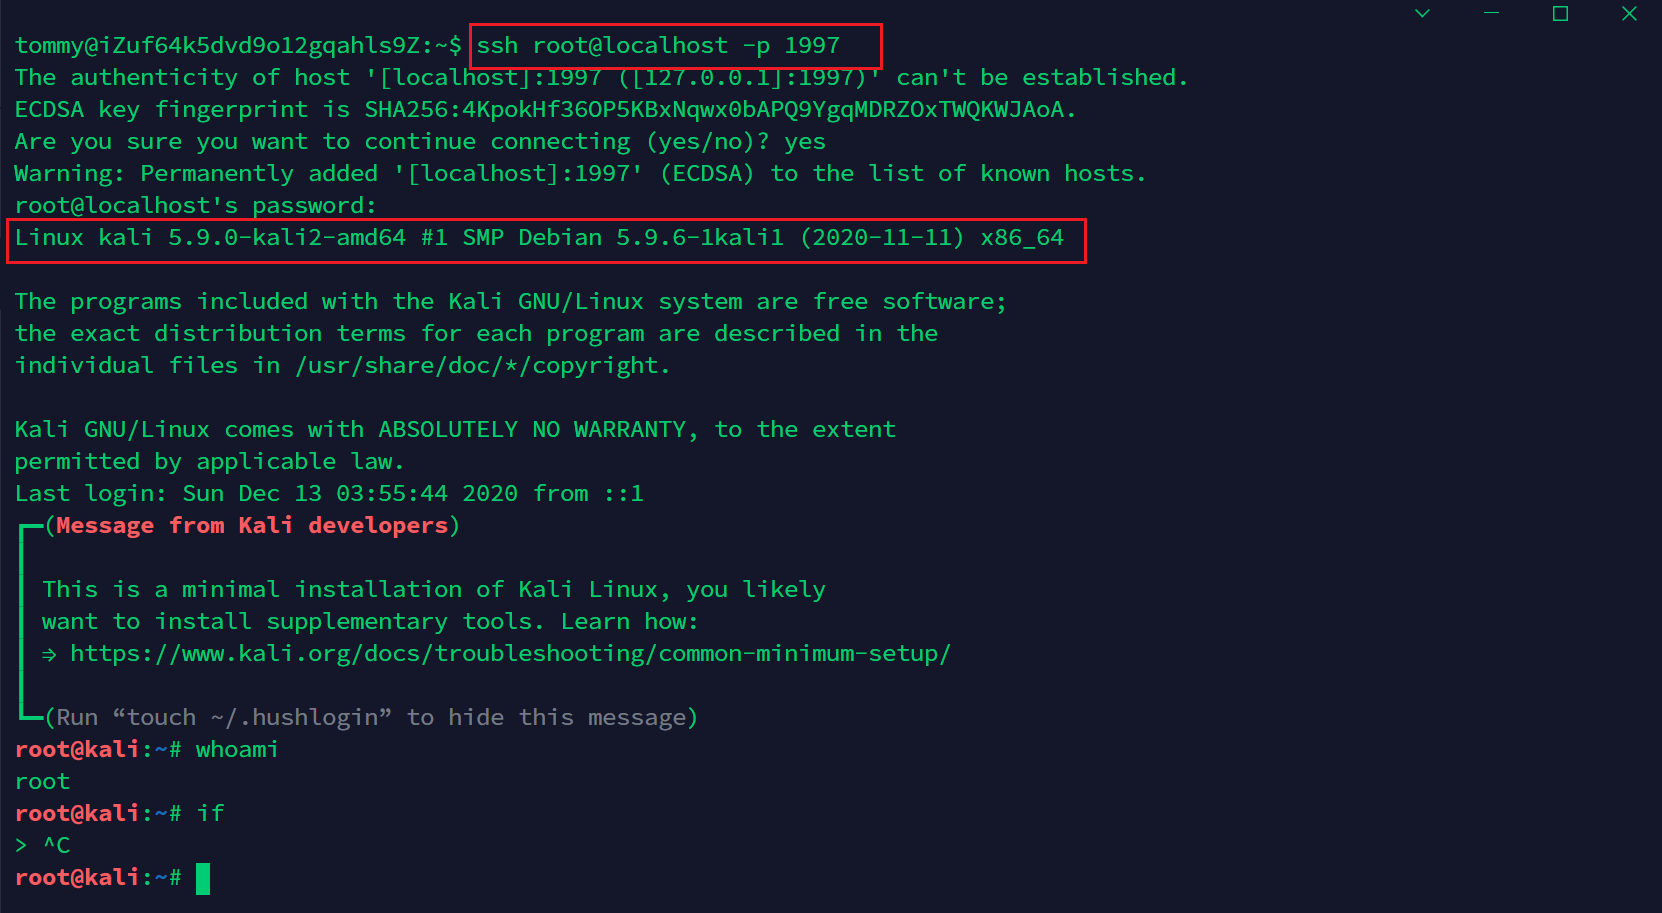 tommy@iZuf64k5dvd9o12gqahls9Z:~$ ssh root@localhost -p 1997
The authenticity of host '[localhost]:1997 ([127.0.0.1]:1997)' can't be established.
ECDSA key fingerprint is SHA256:4KpokHf36OP5KBxNqwx0bAPQ9YgqMDRZOxTWQKWJAoA.
Are you sure you want to continue connecting (yes/no)? yes
Warning: Permanently added '[localhost]:1997' (ECDSA) to the list of known hosts.
root@localhost's password:
Linux kali 5.9.0-kali2-amd64 #1 SMP Debian 5.9.6-1kali1 (2020-11-11) x86_64
The programs included with the Kali GNU/Linux system are free software;
the exact distribution terms for each program are described in the
individual files in /usr/share/doc/*/copyright.
Kali GNU/Linux comes with ABSOLUTELY NO WARRANTY, to the extent
permitted by applicable law.
Last login: Sun Dec 13 03:55:44 2020 from ::1
(Message from Kali developers)
This is a minimal installation of Kali Linux, you likely
want to install supplementary tools. Learn how:
⇒ https://www.kali.org/docs/troubleshooting/common-minimum-setup/
(Run “touch ~/.hushlogin” to hide this message)
root@kali:~# whoami
root
root@kali:~# if
> ^C
root@kali:~#